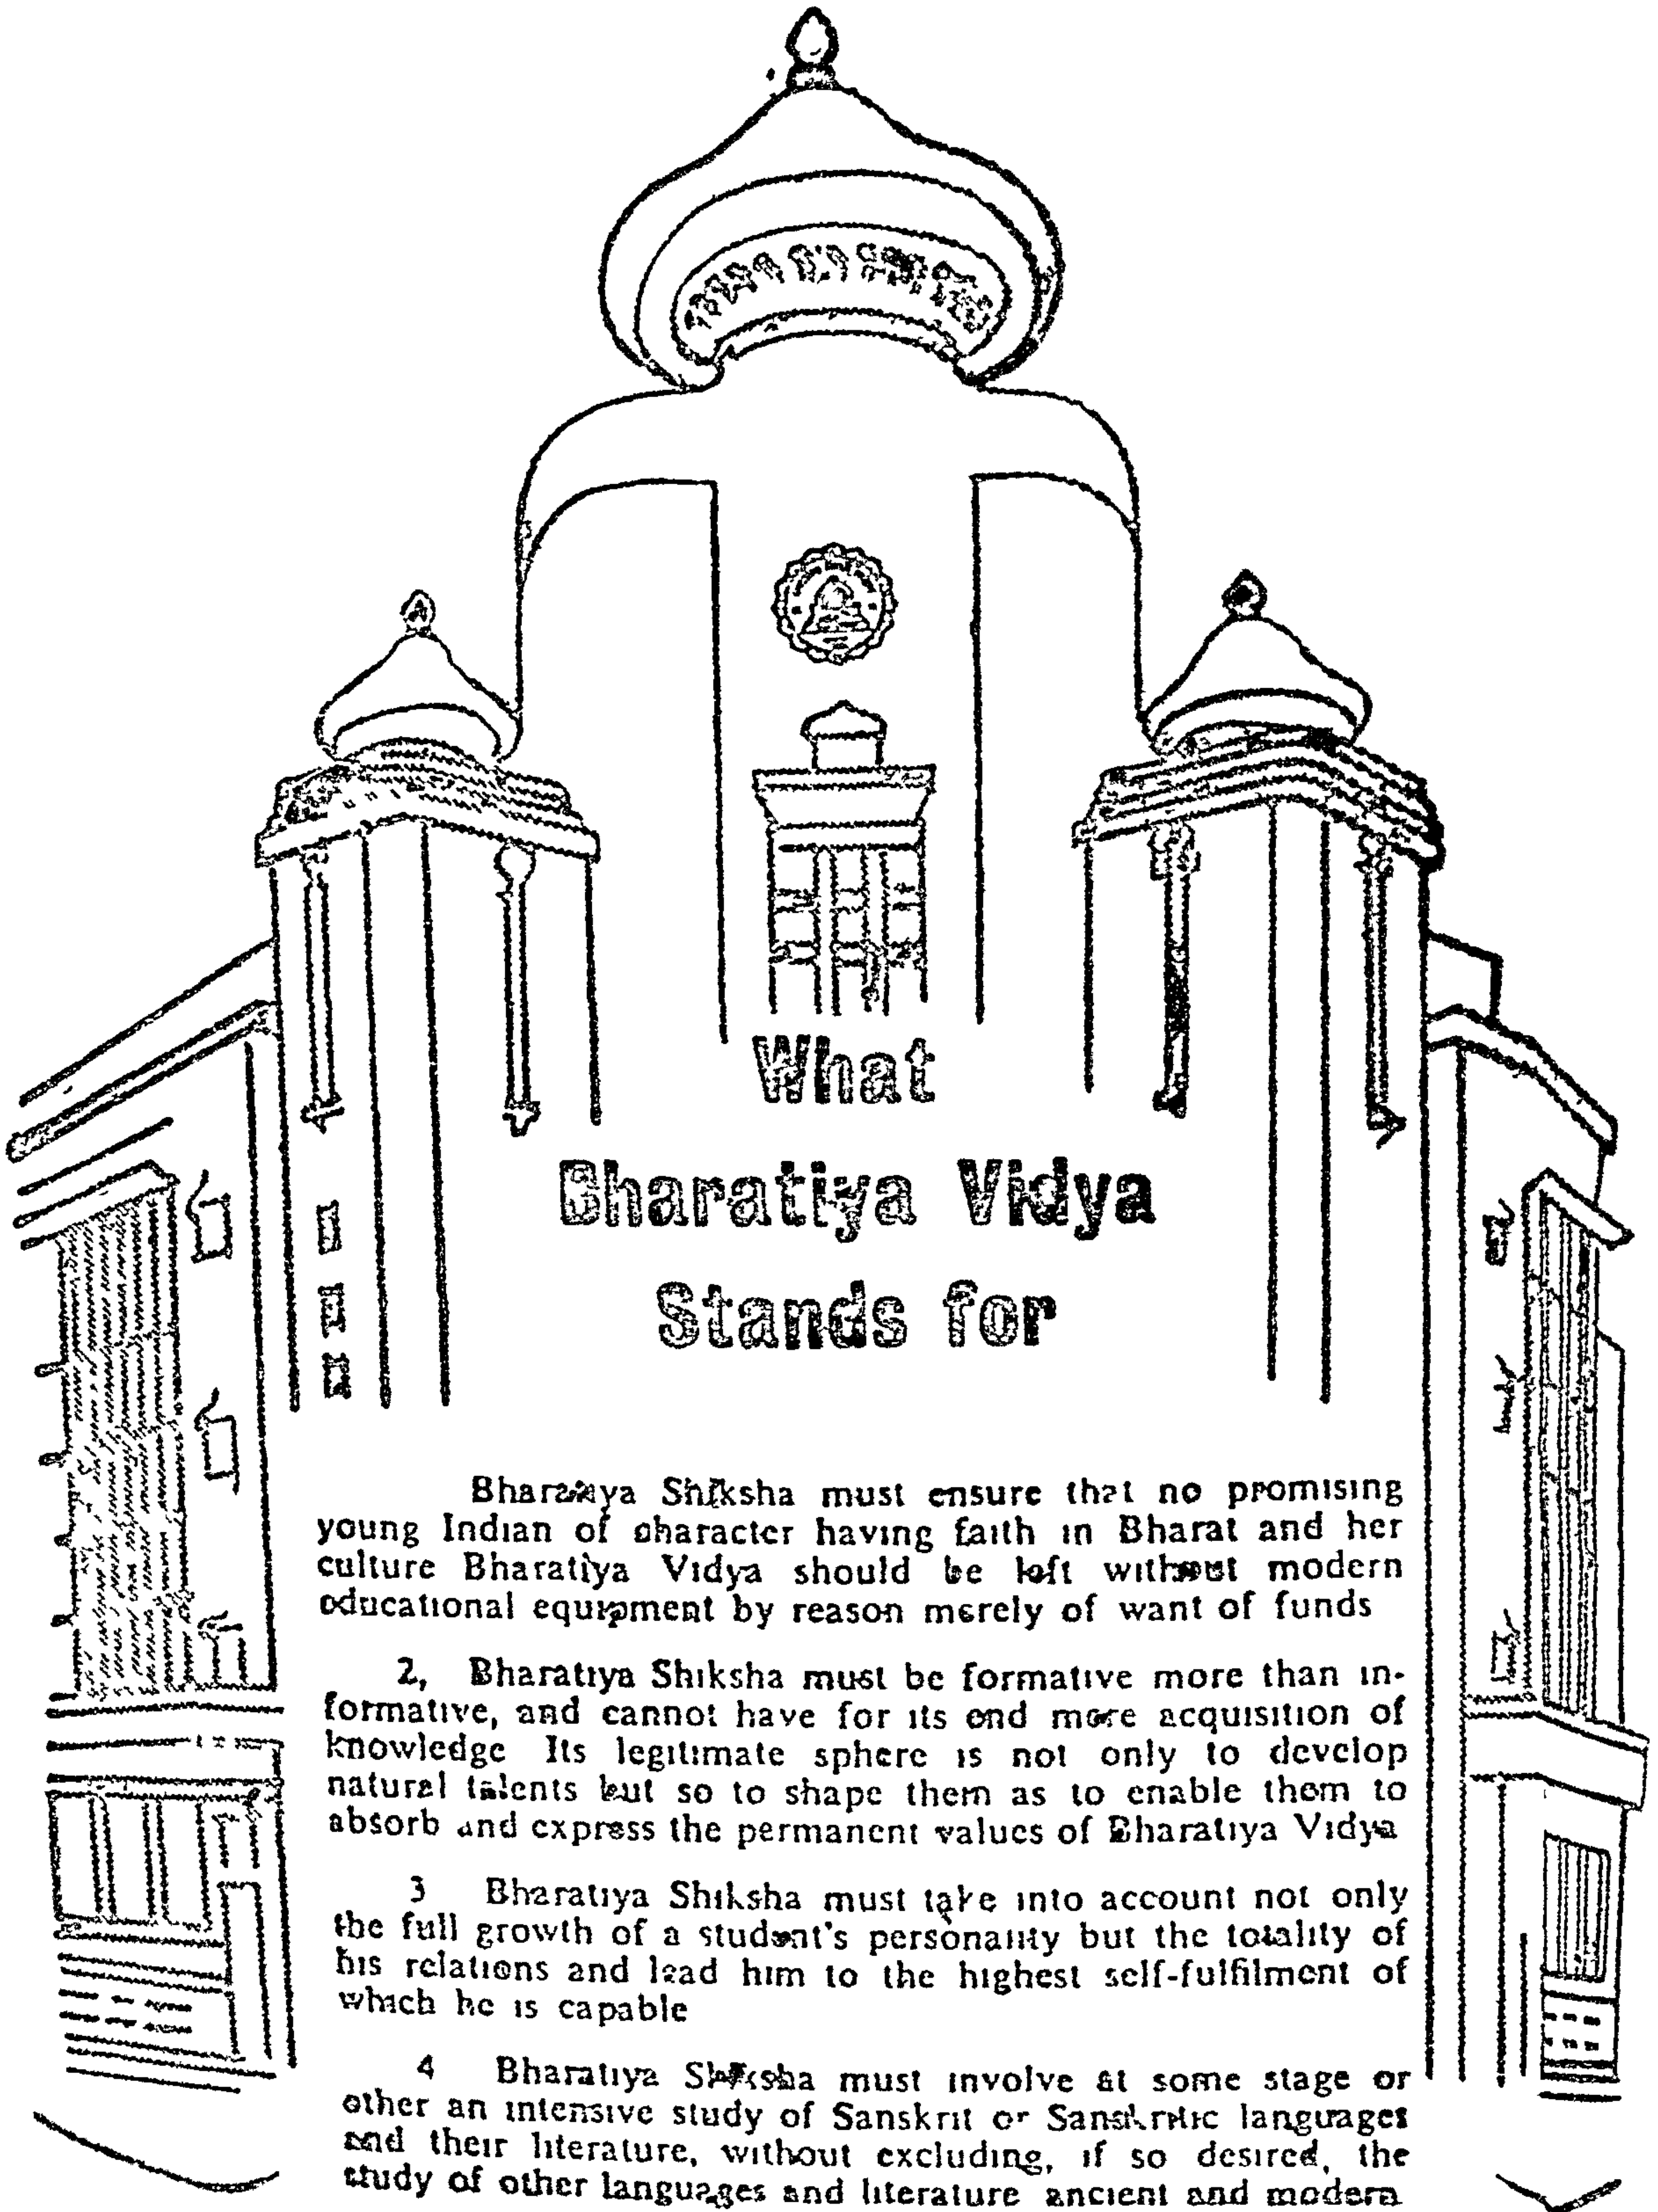 What
Bharatiya Vidya
Stands for
Bharatiya Shiksha must ensure that no promising
young Indian of character having faith in Bharat and her
culture Bharatiya Vidya should be left without modern
educational equipment by reason merely of want of funds
2, Bharatiya Shiksha must be formative more than in-
formative, and cannot have for its end mere acquisition of
knowledge Its legitimate sphere is not only to develop
natural talents but so to shape them as to enable them to
absorb and express the permanent values of Bharatiya Vidya
3 Bharatiya Shiksha must take into account not only
the full growth of a student's personality but the totality of
his relations and lead him to the highest self-fulfilment of
which he is capable
4 Bharatiya Shiksha must involve at some stage or
other an intensive study of Sanskrit or Sanskritic languages
and their literature, without excluding, if so desired, the
study of other languages and literature ancient and modern